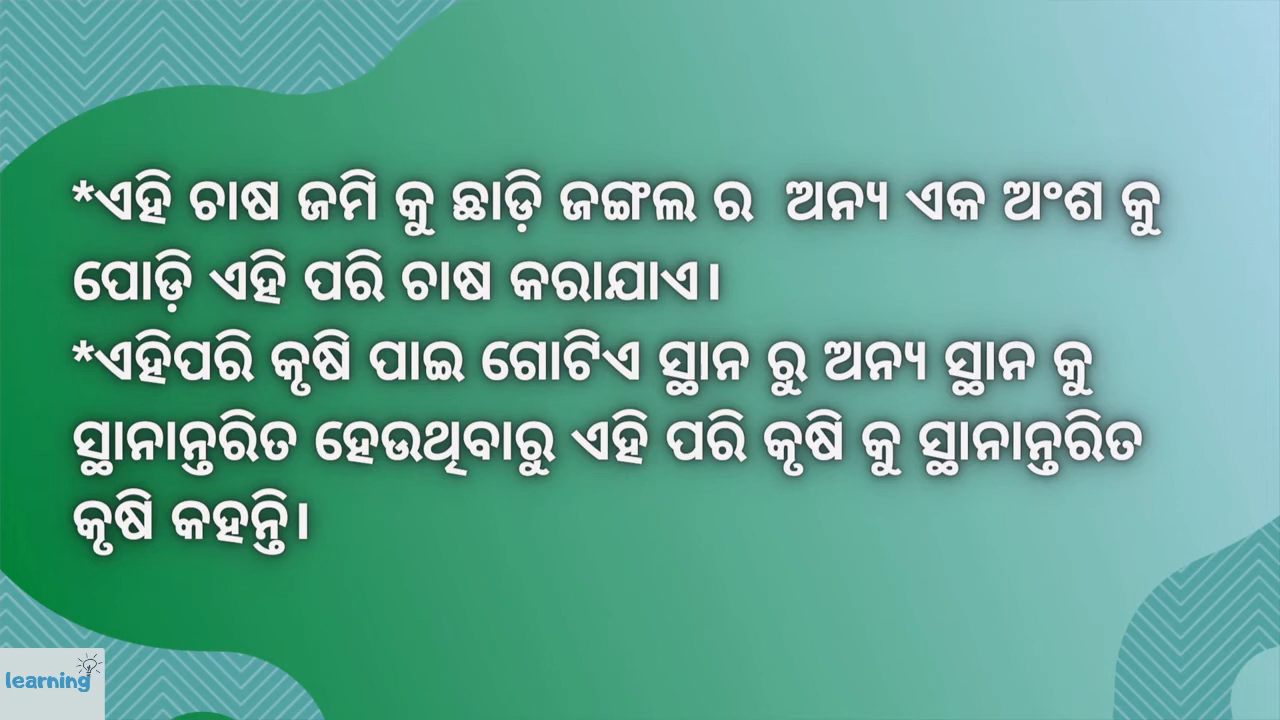 *ଏହି ଚାଷ ଜମି କୁ ଛାଡ଼ି ଜଙ୍ଗଲ ର ଅନ୍ୟ ଏକ ଅଂଶ କୁ
ପୋଡ଼ି ଏହି ପରି ଚାଷ କରାଯାଏ।
*ଏହିପରି କୃଷି ପାଇ ଗୋଟିଏ ସ୍ଥାନ ରୁ ଅନ୍ୟ ସ୍ଥାନ କୁ
ସ୍ଥାନାନ୍ତରିତ ହେଉଥିବାରୁ ଏହି ପରି କୃଷି କୁ ସ୍ଥାନାନ୍ତରିତ
କୃଷି କହନ୍ତି।
learning